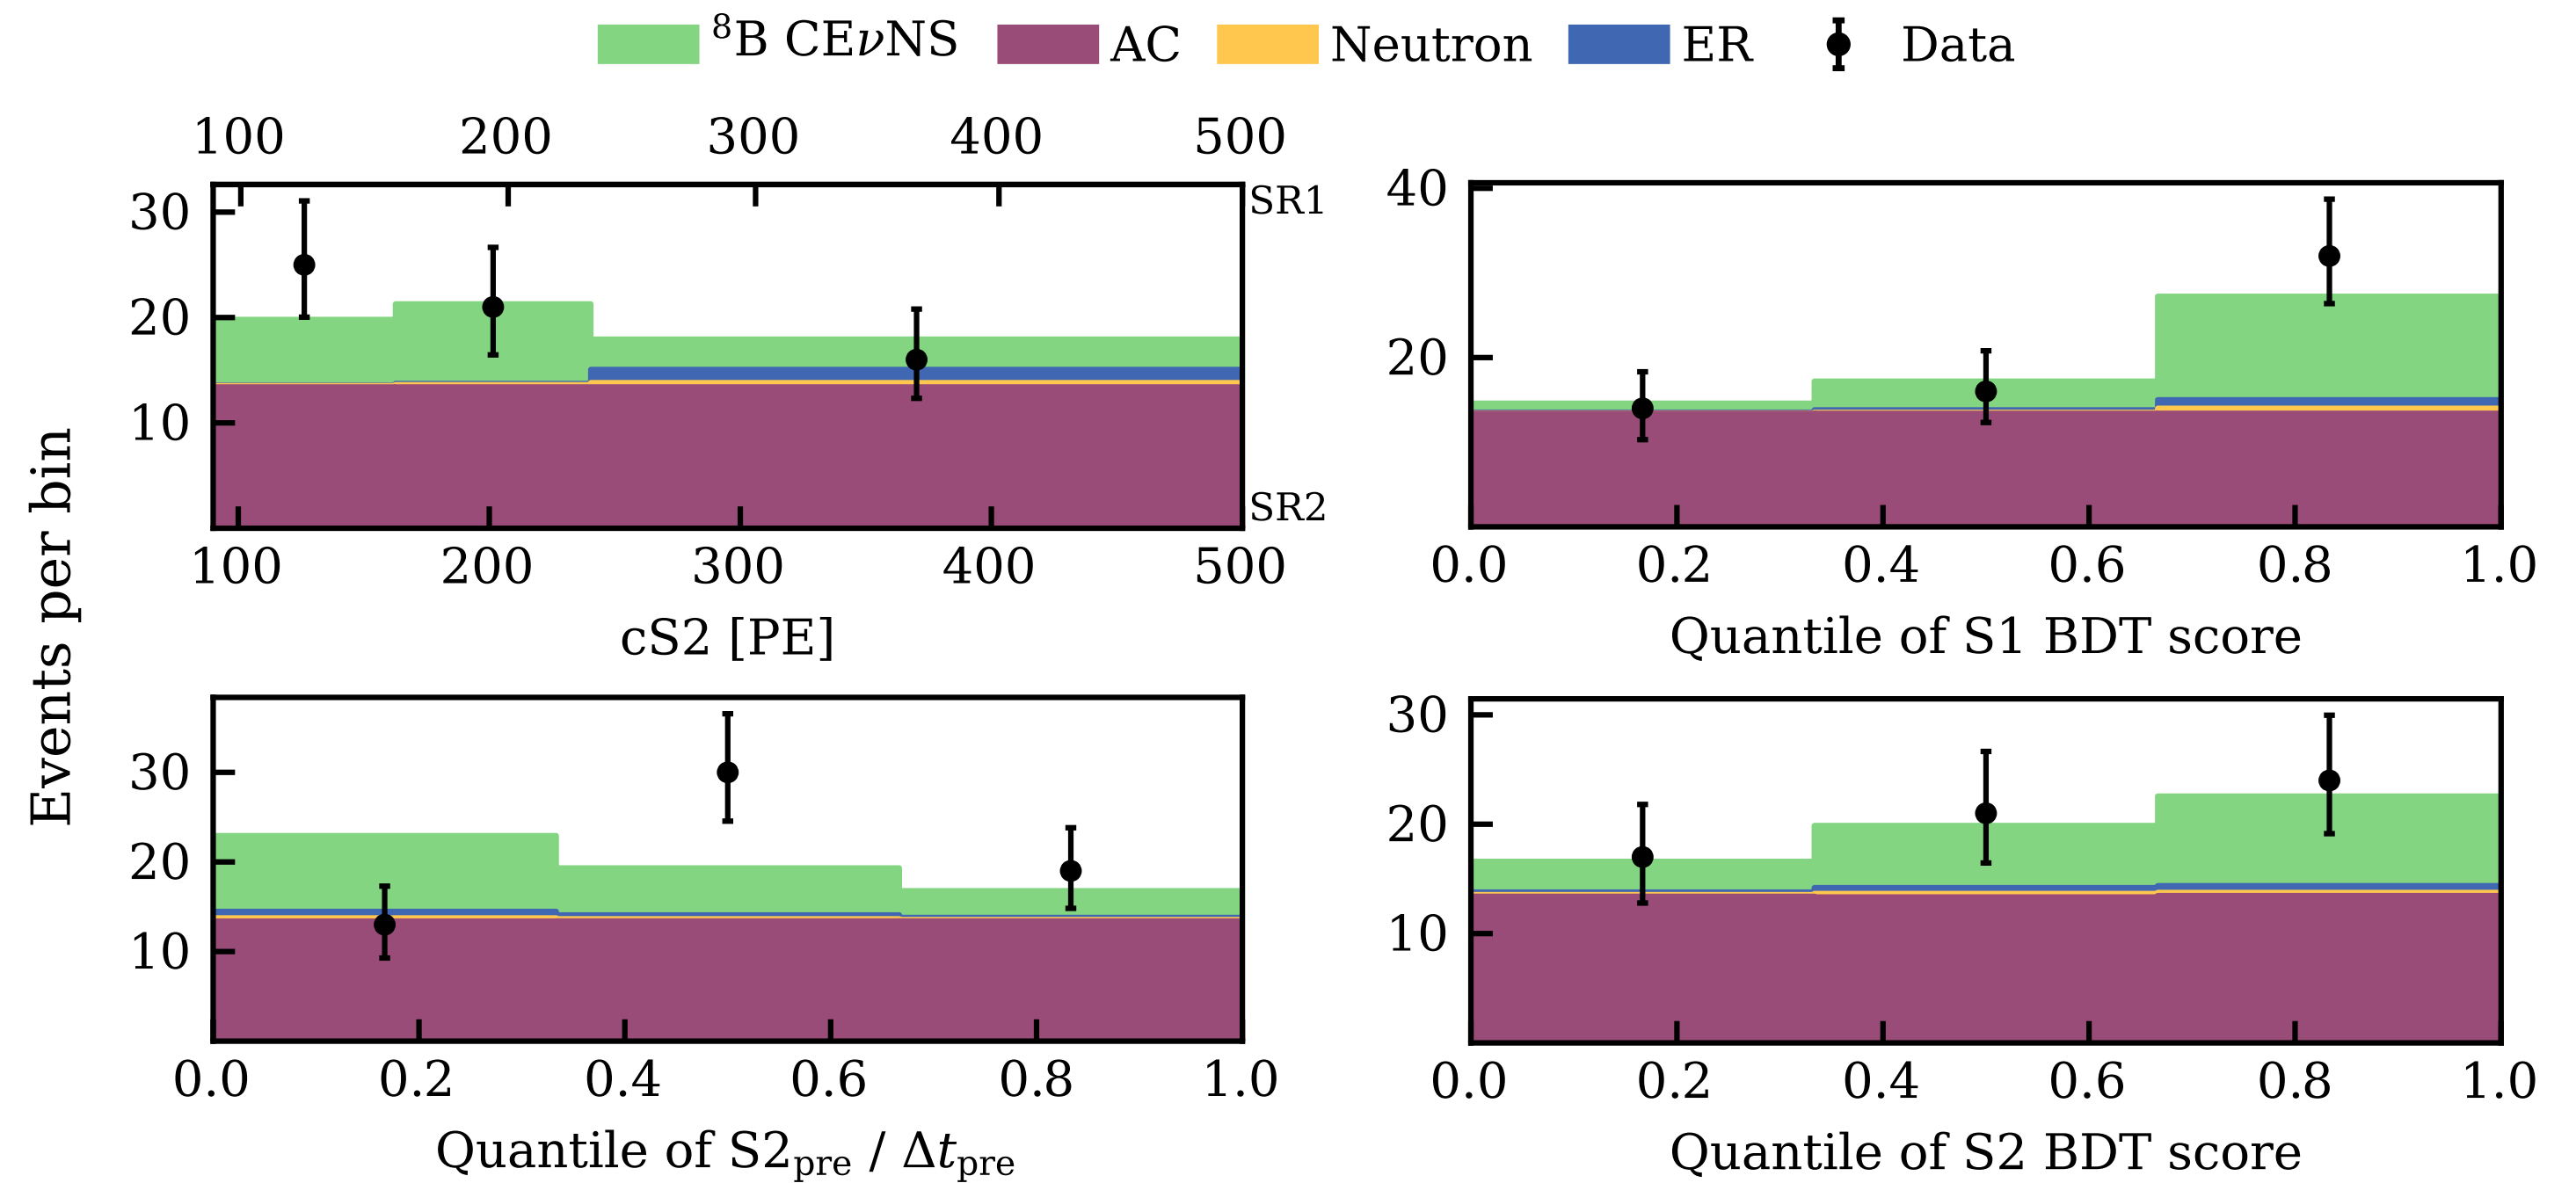 ⁸B CEνNS AC Neutron ER Data
100 200 300 400 500
30 20 10
SR1
SR2
100 200 300 400 500
cS2 [PE]
40 20
0.0 0.2 0.4 0.6 0.8 1.0
Quantile of S1 BDT score
Events per bin
30 20 10
0.0 0.2 0.4 0.6 0.8 1.0
Quantile of S2pre / Δtpre
30 20 10
0.0 0.2 0.4 0.6 0.8 1.0
Quantile of S2 BDT score